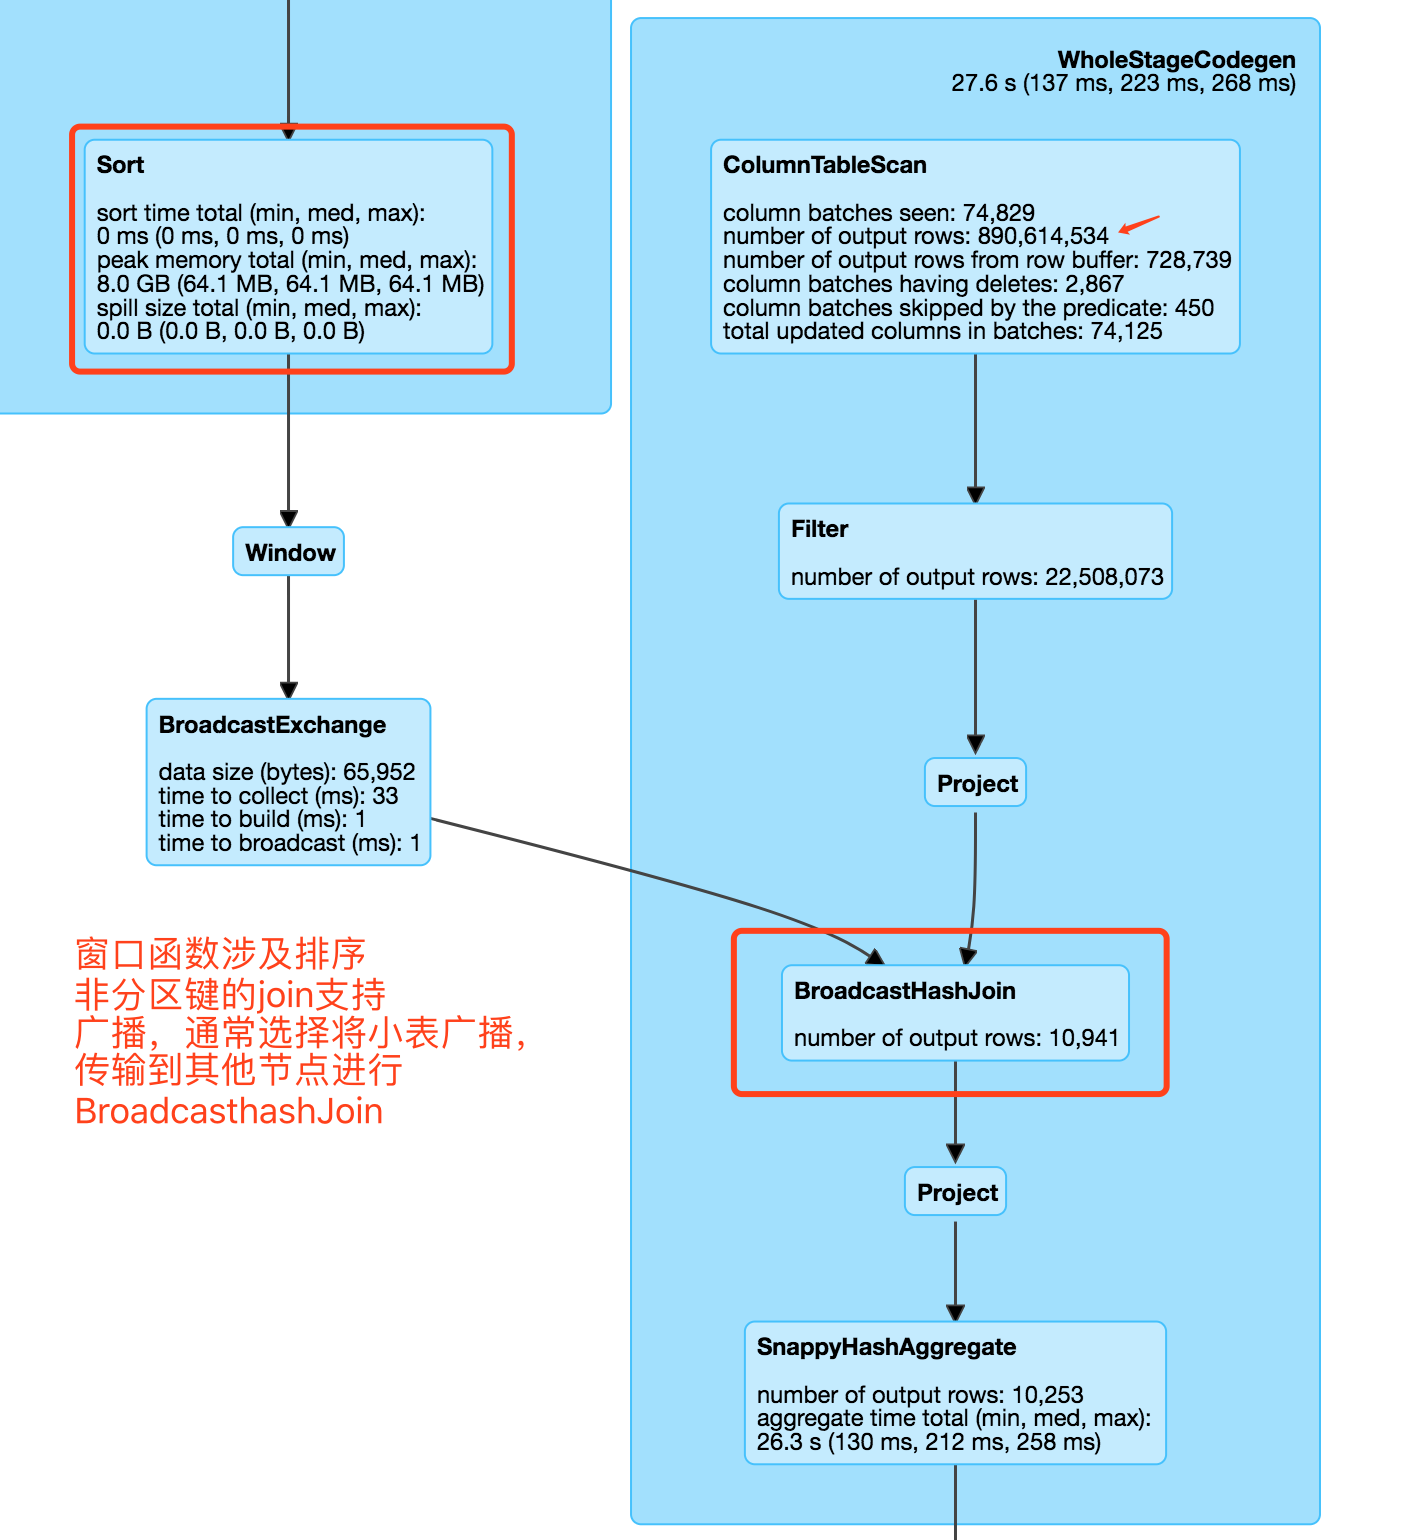 Sort
sort time total (min, med, max):
0 ms (0 ms, 0 ms, 0 ms)
peak memory total (min, med, max):
8.0 GB (64.1 MB, 64.1 MB, 64.1 MB)
spill size total (min, med, max):
0.0 B (0.0 B, 0.0 B, 0.0 B)
Window
BroadcastExchange
data size (bytes): 65,952
time to collect (ms): 33
time to build (ms): 1
time to broadcast (ms): 1
窗口函数涉及排序
非分区键的join支持
广播，通常选择将小表广播，
传输到其他节点进行
BroadcasthashJoin
WholeStageCodegen
27.6 s (137 ms, 223 ms, 268 ms)
ColumnTableScan
column batches seen: 74,829
number of output rows: 890,614,534
number of output rows from row buffer: 728,739
column batches having deletes: 2,867
column batches skipped by the predicate: 450
total updated columns in batches: 74,125
Filter
number of output rows: 22,508,073
Project
BroadcastHashJoin
number of output rows: 10,941
Project
SnappyHashAggregate
number of output rows: 10,253
aggregate time total (min, med, max):
26.3 s (130 ms, 212 ms, 258 ms)